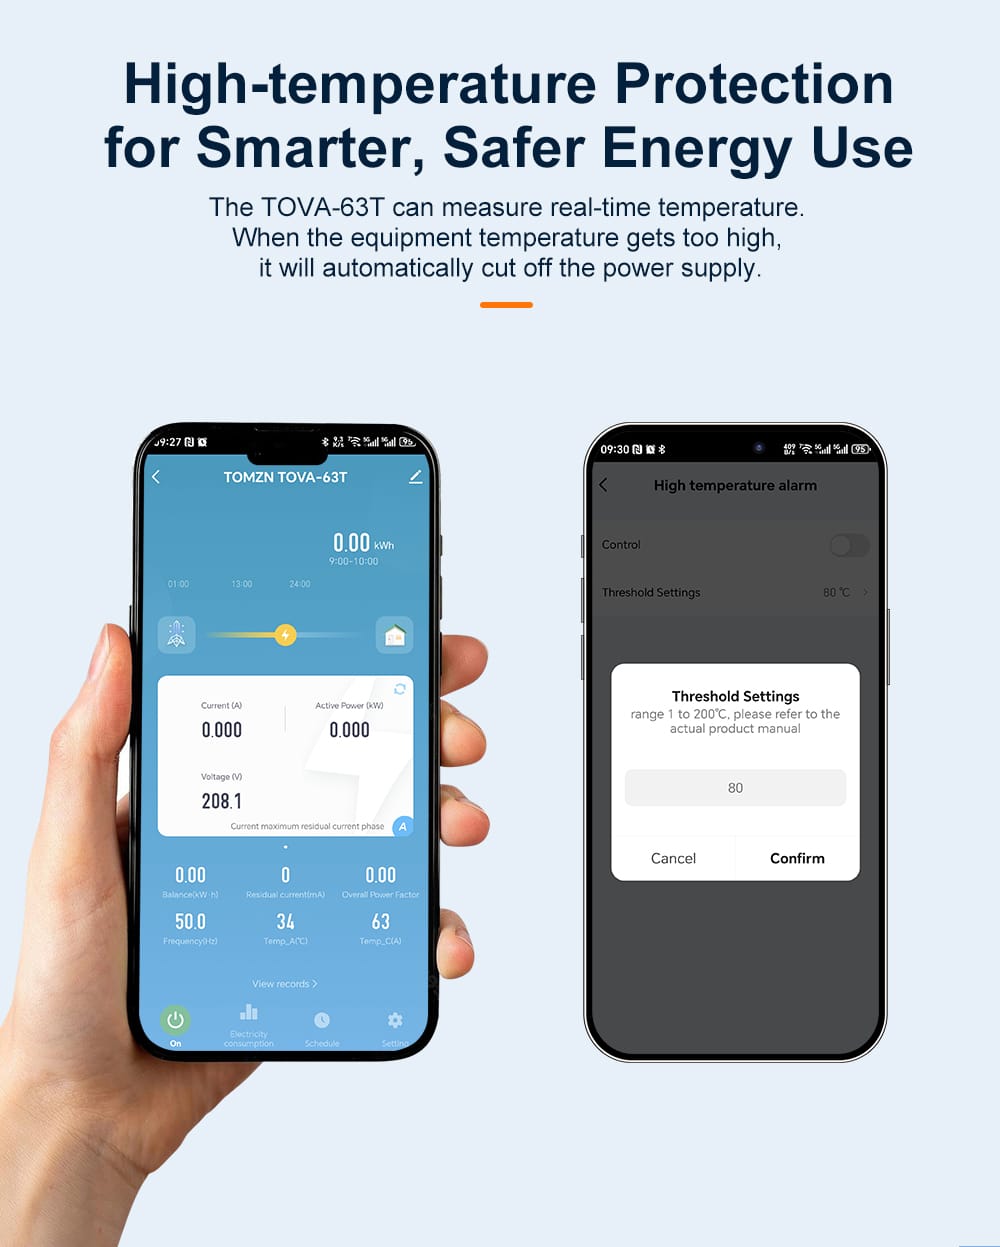 High-temperature Protection
for Smarter, Safer Energy Use
The TOVA-63T can measure real-time temperature.
When the equipment temperature gets too high,
it will automatically cut off the power supply.
09:27
95
TOMZN TOVA-63T
0.00 kWh
9:00-10:00
01:00 13:00 24:00
Current (A) Active Power (kW)
0.000 0.000
Voltage (V)
208.1
Current maximum residual current phase A
0.00 0 0.00
Balance(kW·h) Residual current(mA) Overall Power Factor
50.0 34 63
Frequency(Hz) Temp_A(℃) Temp_C(A)
View records >
On
Electricity
consumption
Schedule
Setting
09:30
409 B/s 5G 5G 95
High temperature alarm
Control
Threshold Settings 80 ℃ >
Threshold Settings
range 1 to 200℃, please refer to the
actual product manual
80
Cancel Confirm